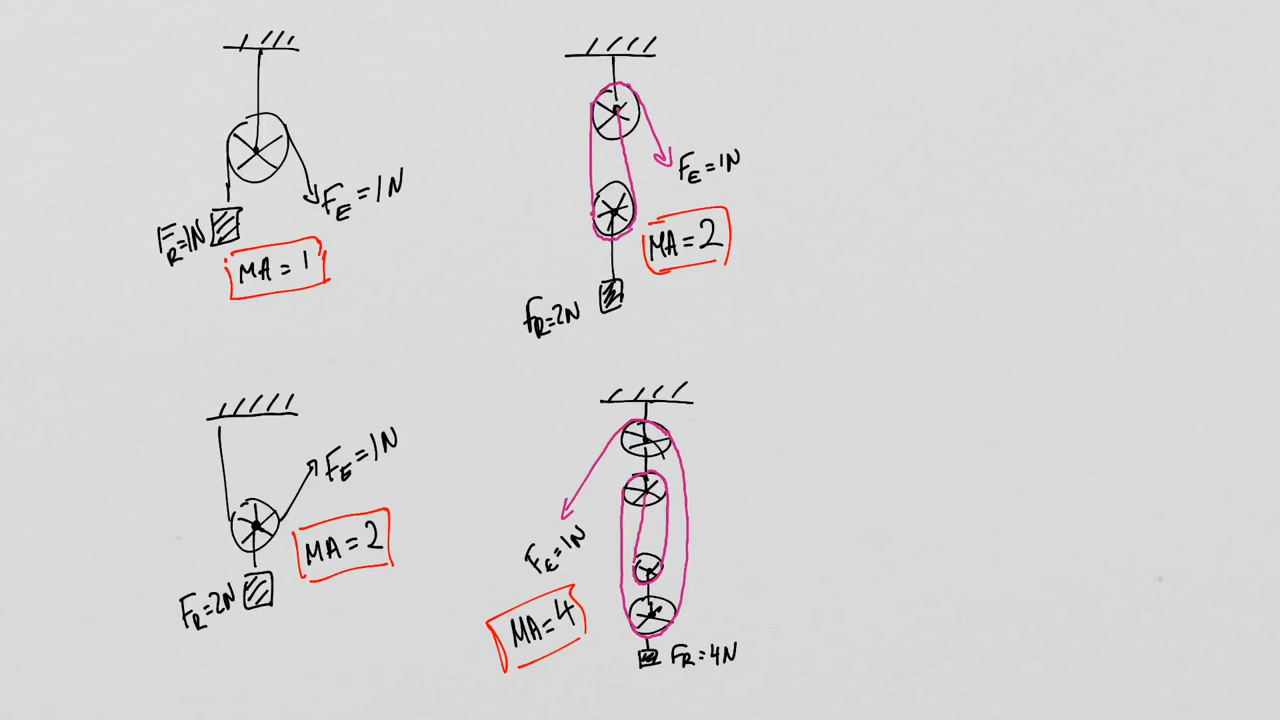 F_E=1N
F_R=1N
MA=1
F_E=1N
MA=2
F_R=2N
F_E=1N
MA=2
F_R=2N
F_E=1N
MA=4
F_R=4N